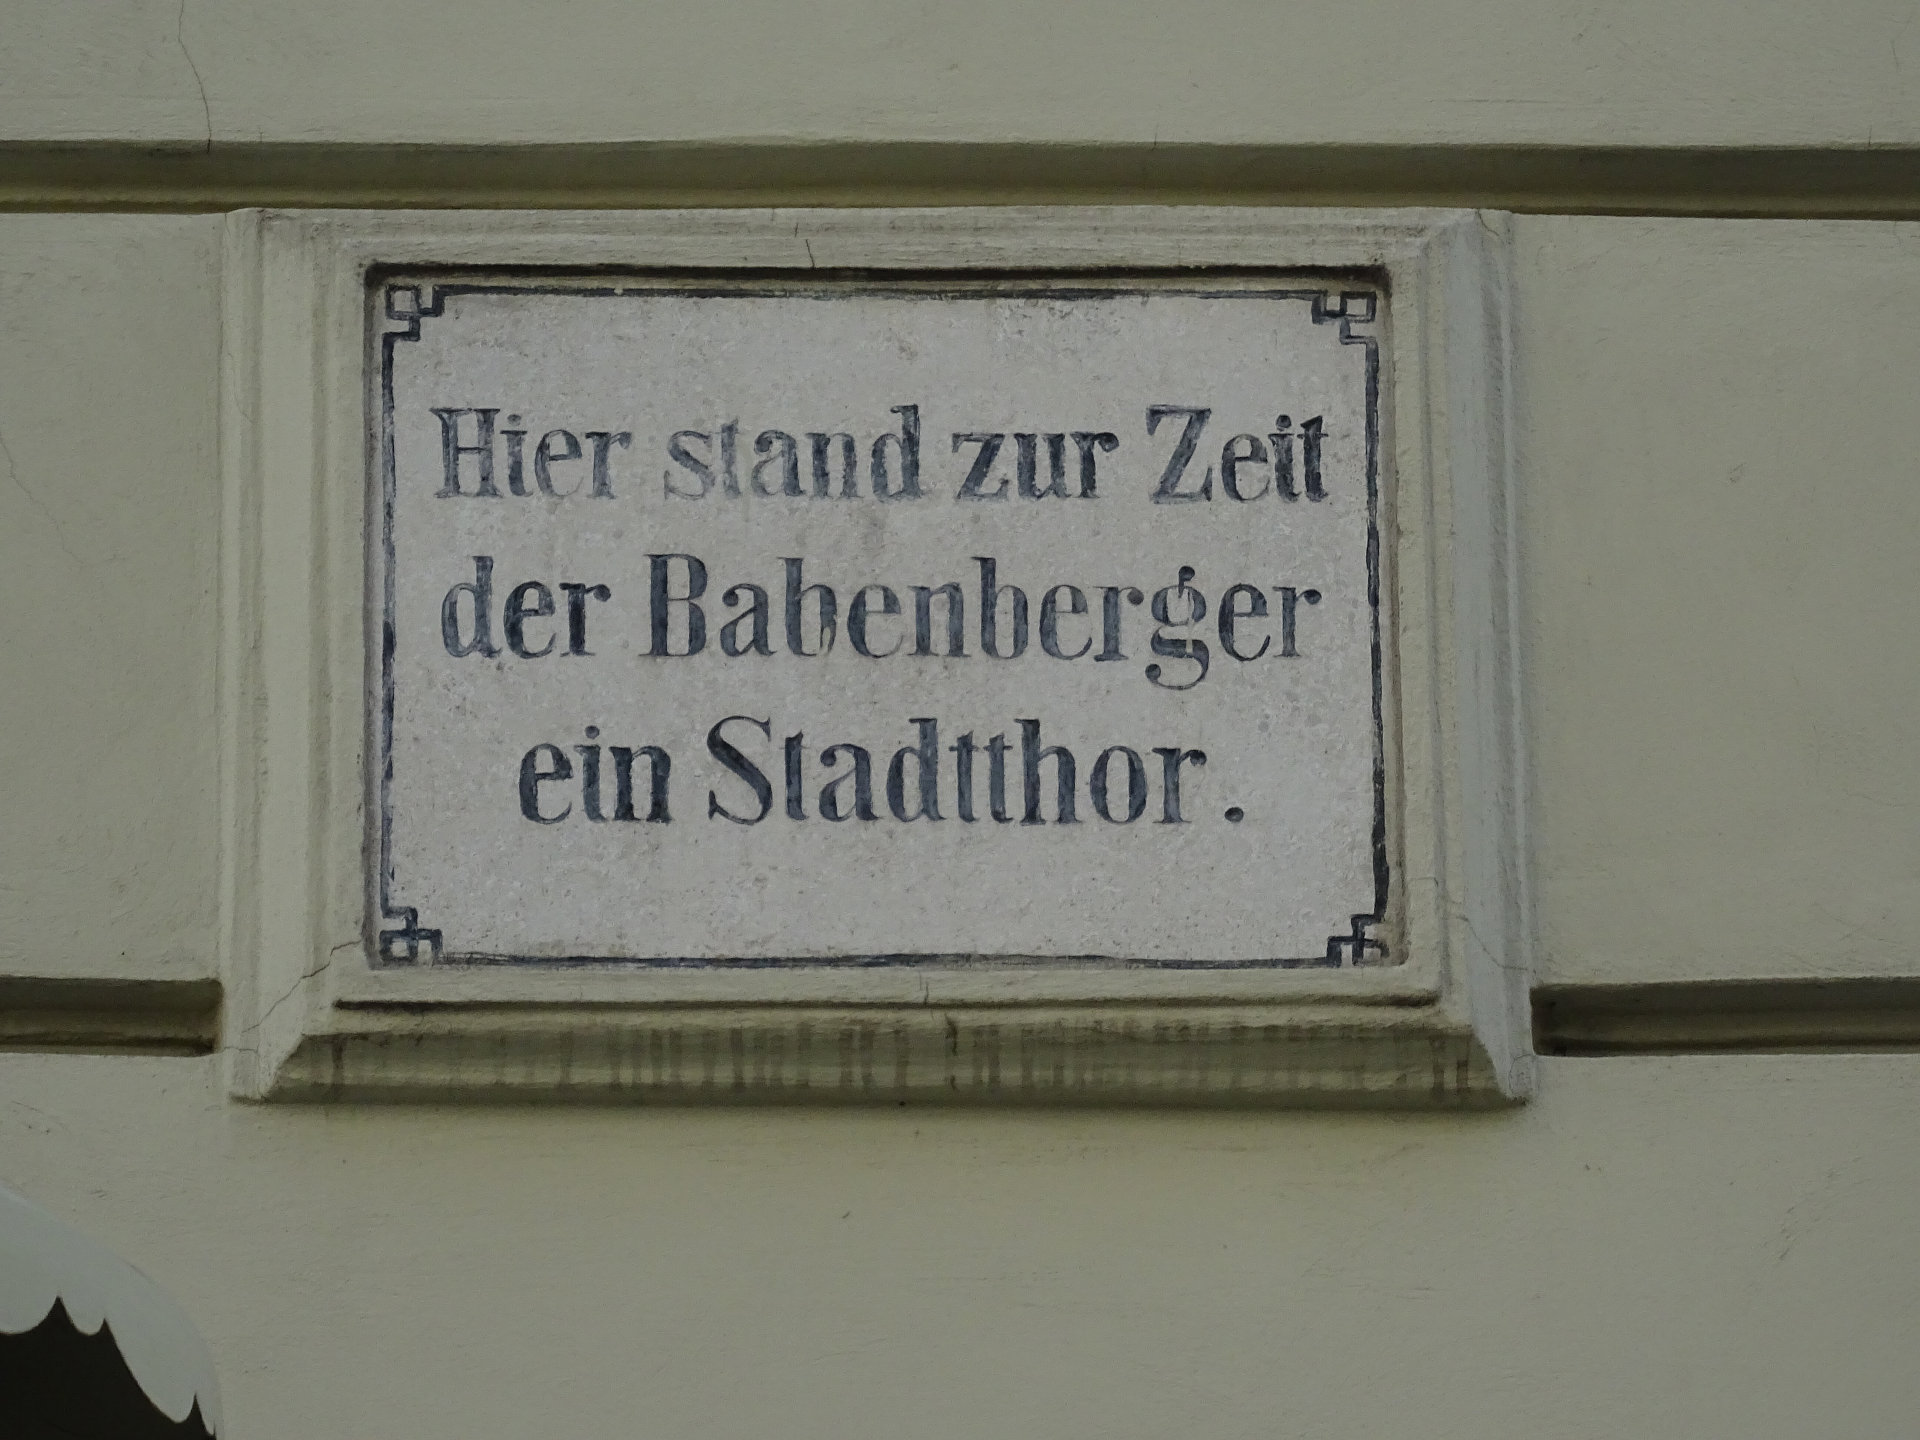 Hier stand zur Zeit
der Babenberger
ein Stadtthor.